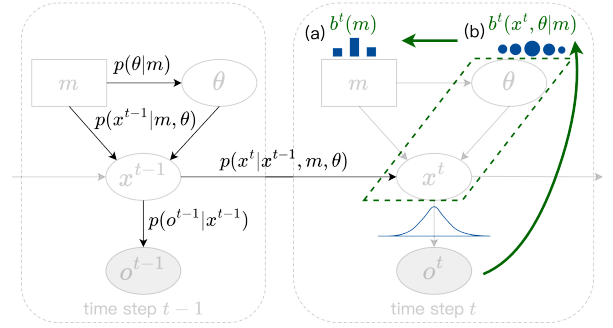 (a) b^t(m)
(b) b^t(x^t, θ|m)
m
p(θ|m)
θ
m
θ
p(x^{t−1}|m, θ)
p(x^t|x^{t−1}, m, θ)
x^{t−1}
x^t
p(o^{t−1}|x^{t−1})
o^{t−1}
o^t
time step t − 1
time step t